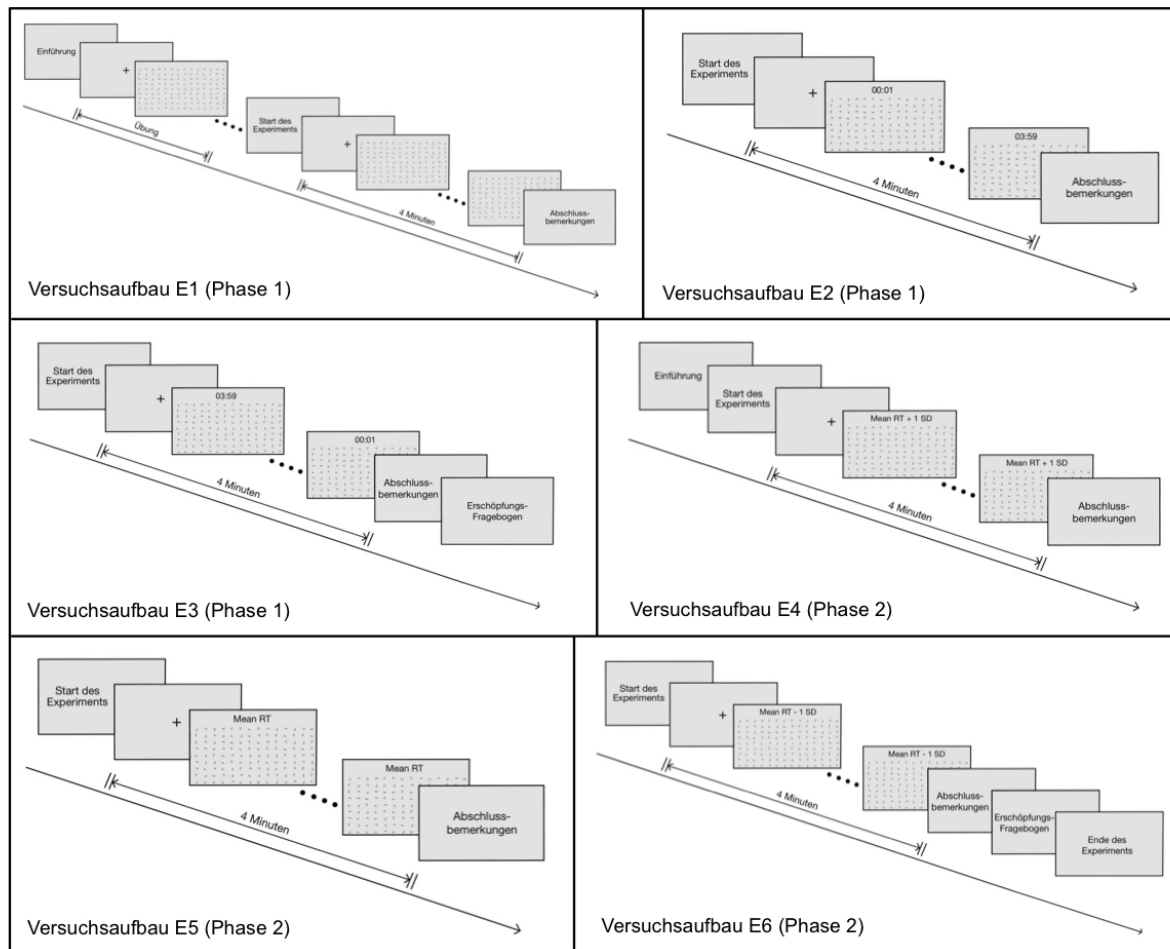 Einführung
+
Übung
Start des
Experiments
+
4 Minuten
Abschluss-
bemerkungen
Versuchsaufbau E1 (Phase 1)
Start des
Experiments
+
00:01
03:59
4 Minuten
Abschluss-
bemerkungen
Versuchsaufbau E2 (Phase 1)
Start des
Experiments
+
03:59
00:01
4 Minuten
Abschluss-
bemerkungen
Erschöpfungs-
Fragebogen
Versuchsaufbau E3 (Phase 1)
Einführung
Start des
Experiments
+
Mean RT + 1 SD
Mean RT + 1 SD
4 Minuten
Abschluss-
bemerkungen
Versuchsaufbau E4 (Phase 2)
Start des
Experiments
+
Mean RT
Mean RT
4 Minuten
Abschluss-
bemerkungen
Versuchsaufbau E5 (Phase 2)
Start des
Experiments
+
Mean RT - 1 SD
Mean RT - 1 SD
4 Minuten
Abschluss-
bemerkungen
Erschöpfungs-
Fragebogen
Ende des
Experiments
Versuchsaufbau E6 (Phase 2)